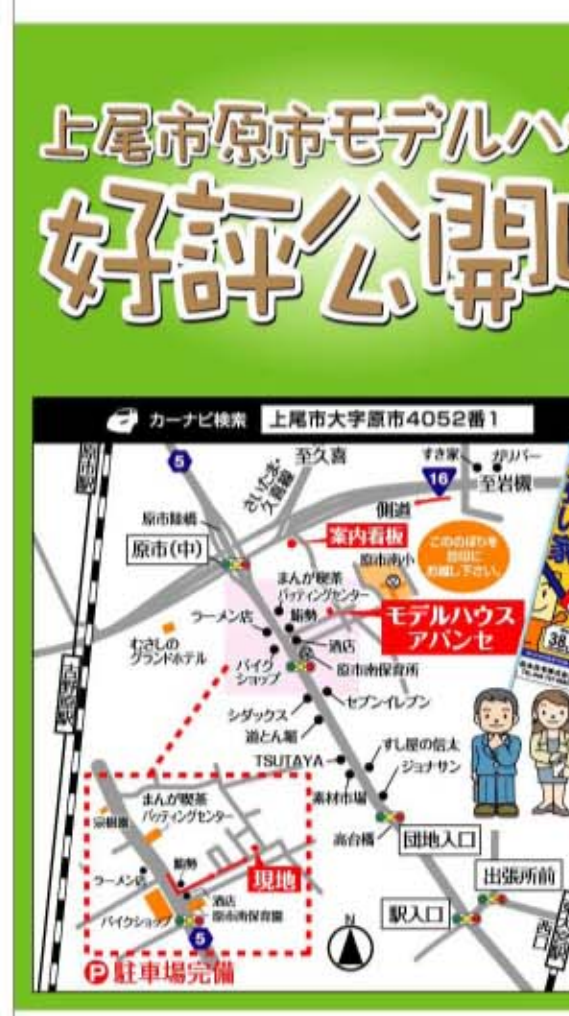 上尾市原市モデルハ
好評公開
カーナビ検索 上尾市大字原市4052番1
原市駅
5
さいたま・
久喜線
至久喜
すき家
ガリバー
16
至岩槻
側道
原市陸橋
原市(中)
案内看板
こののぼりを
目印に
お越し下さい。
原市南小
まんが喫茶
バッティングセンター
ラーメン店
鮨勢
モデルハウス
アバンセ
酒店
むさしの
グランドホテル
バイク
ショップ
原市南保育所
セブンイレブン
シダックス
道とん堀
TSUTAYA
すし屋の信太
ジョナサン
素材市場
高台橋
団地入口
出張所前
駅入口
西口
まんが喫茶
バッティングセンター
宗樹園
ラーメン店
鮨勢
現地
酒店
原市南保育園
バイクショップ
5
N
P 駐車場完備
38,